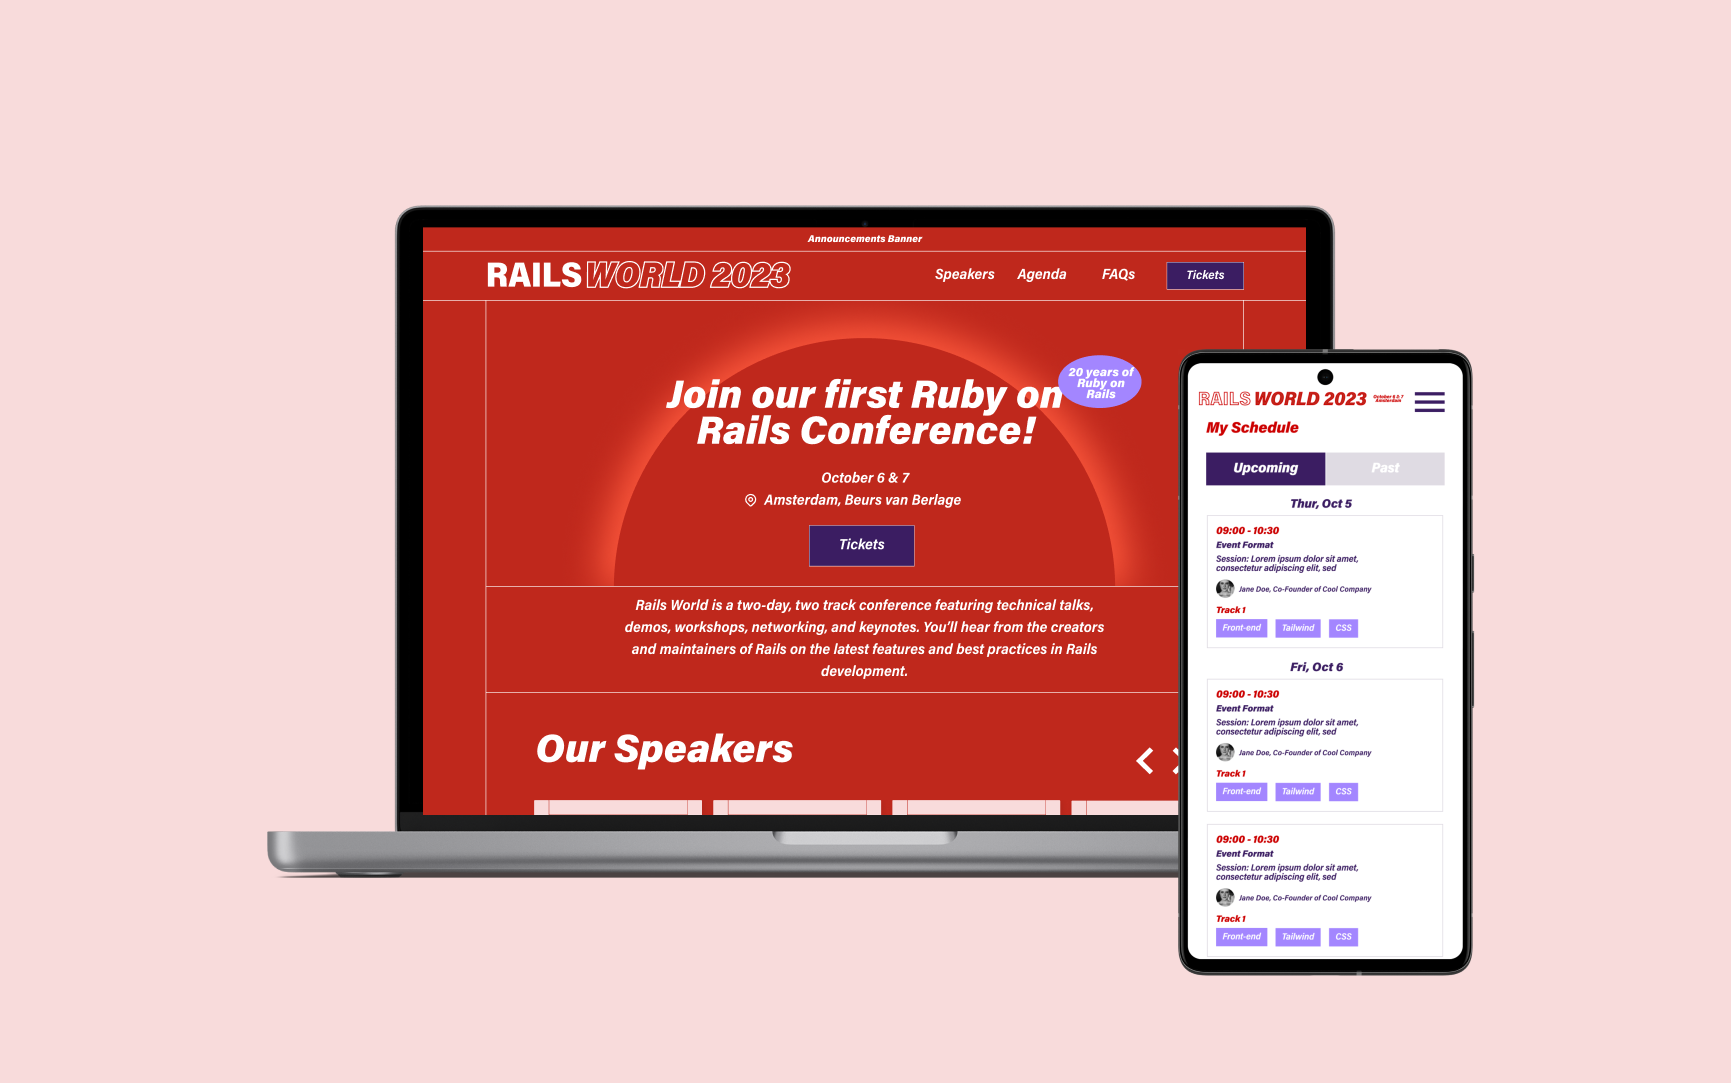 Announcements Banner
RAILS WORLD 2023
Speakers Agenda FAQs Tickets
20 years of
Ruby on
Rails
Join our first Ruby on
Rails Conference!
October 6 & 7
Amsterdam, Beurs van Berlage
Tickets
Rails World is a two-day, two track conference featuring technical talks,
demos, workshops, networking, and keynotes. You'll hear from the creators
and maintainers of Rails on the latest features and best practices in Rails
development.
Our Speakers
RAILS WORLD 2023
October 6 & 7
Amsterdam
My Schedule
Upcoming Past
Thur, Oct 5
09:00 - 10:30
Event Format
Session: Lorem ipsum dolor sit amet,
consectetur adipiscing elit, sed
Jane Doe, Co-Founder of Cool Company
Track 1
Front-end Tailwind CSS
Fri, Oct 6
09:00 - 10:30
Event Format
Session: Lorem ipsum dolor sit amet,
consectetur adipiscing elit, sed
Jane Doe, Co-Founder of Cool Company
Track 1
Front-end Tailwind CSS
09:00 - 10:30
Event Format
Session: Lorem ipsum dolor sit amet,
consectetur adipiscing elit, sed
Jane Doe, Co-Founder of Cool Company
Track 1
Front-end Tailwind CSS